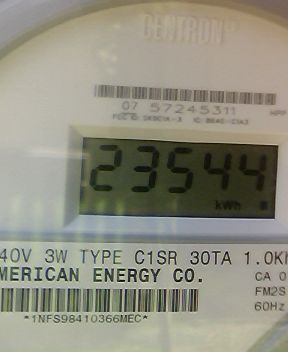 CENTRON
07 57245311
23544
kWh
40V 3W TYPE C1SR 30TA 1.0K
MERICAN ENERGY CO.
CA 0
FM2S
60Hz
*1NFS98410366MEC*